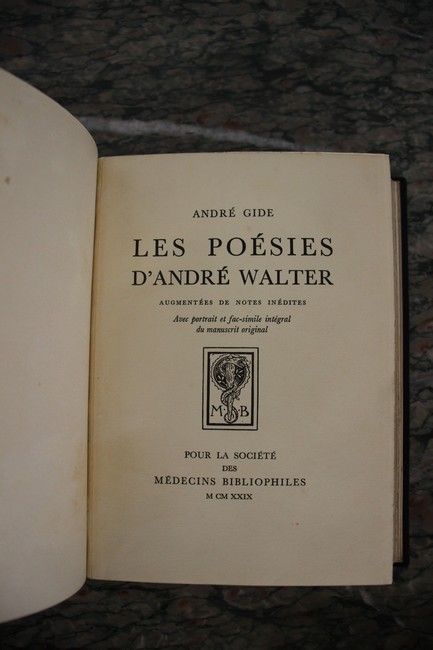 ANDRÉ GIDE
LES POÉSIES
D'ANDRÉ WALTER
AUGMENTÉES DE NOTES INÉDITES
Avec portrait et fac-simile intégral
du manuscrit original
M B
POUR LA SOCIÉTÉ
DES
MÉDECINS BIBLIOPHILES
M CM XXIX